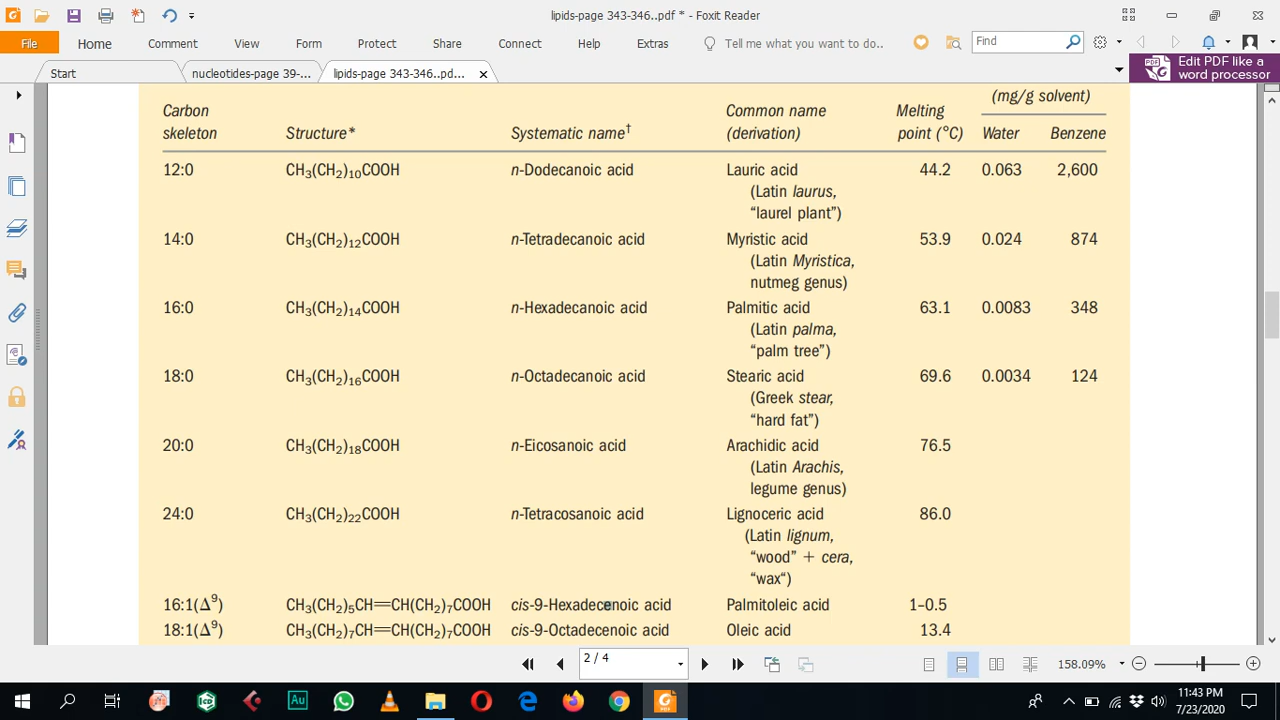 lipids-page 343-346..pdf * - Foxit Reader
File Home Comment View Form Protect Share Connect Help Extras Tell me what you want to do.. Find
Start nucleotides-page 39-... lipids-page 343-346..pd... Edit PDF like a
word processor
(mg/g solvent)
Carbon Common name Melting
skeleton Structure* Systematic name† (derivation) point (°C) Water Benzene
12:0 CH₃(CH₂)₁₀COOH n-Dodecanoic acid Lauric acid 44.2 0.063 2,600
(Latin laurus,
“laurel plant”)
14:0 CH₃(CH₂)₁₂COOH n-Tetradecanoic acid Myristic acid 53.9 0.024 874
(Latin Myristica,
nutmeg genus)
16:0 CH₃(CH₂)₁₄COOH n-Hexadecanoic acid Palmitic acid 63.1 0.0083 348
(Latin palma,
“palm tree”)
18:0 CH₃(CH₂)₁₆COOH n-Octadecanoic acid Stearic acid 69.6 0.0034 124
(Greek stear,
“hard fat”)
20:0 CH₃(CH₂)₁₈COOH n-Eicosanoic acid Arachidic acid 76.5
(Latin Arachis,
legume genus)
24:0 CH₃(CH₂)₂₂COOH n-Tetracosanoic acid Lignoceric acid 86.0
(Latin lignum,
“wood” + cera,
“wax“)
16:1(Δ⁹) CH₃(CH₂)₅CH=CH(CH₂)₇COOH cis-9-Hexadecenoic acid Palmitoleic acid 1–0.5
18:1(Δ⁹) CH₃(CH₂)₇CH=CH(CH₂)₇COOH cis-9-Octadecenoic acid Oleic acid 13.4
2 / 4 158.09%
11:43 PM
7/23/2020